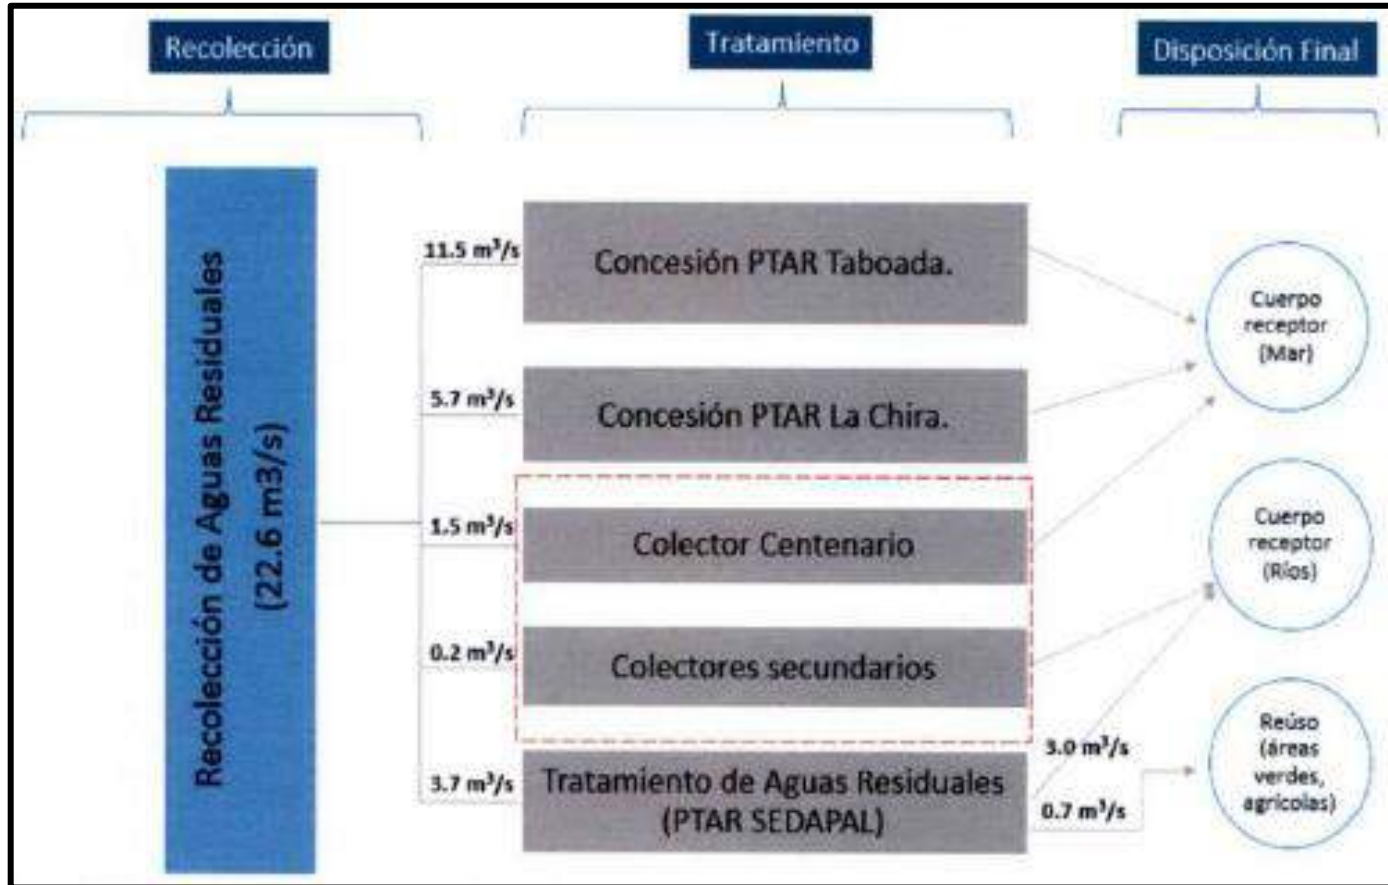 Recolección
Tratamiento
Disposición Final
Recolección de Aguas Residuales
(22.6 m3/s)
11.5 m³/s
Concesión PTAR Taboada.
5.7 m³/s
Concesión PTAR La Chira.
1.5 m³/s
Colector Centenario
0.2 m³/s
Colectores secundarios
3.7 m³/s
Tratamiento de Aguas Residuales
(PTAR SEDAPAL)
3.0 m³/s
0.7 m³/s
Cuerpo
receptor
(Mar)
Cuerpo
receptor
(Ríos)
Reúso
(áreas
verdes,
agrícolas)